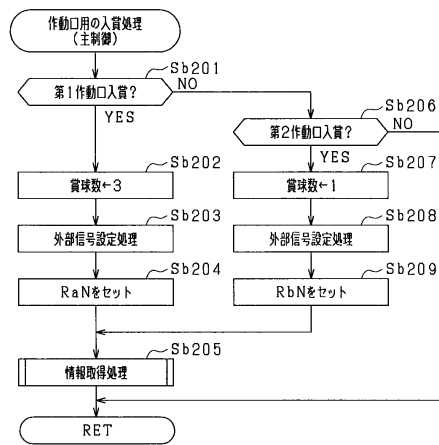 作動口用の入賞処理
(主制御)
Sb201
第1作動口入賞?
NO
YES
Sb206
第2作動口入賞?
NO
YES
Sb202
賞球数←3
Sb207
賞球数←1
Sb203
外部信号設定処理
Sb208
外部信号設定処理
Sb204
RaNをセット
Sb209
RbNをセット
Sb205
情報取得処理
RET